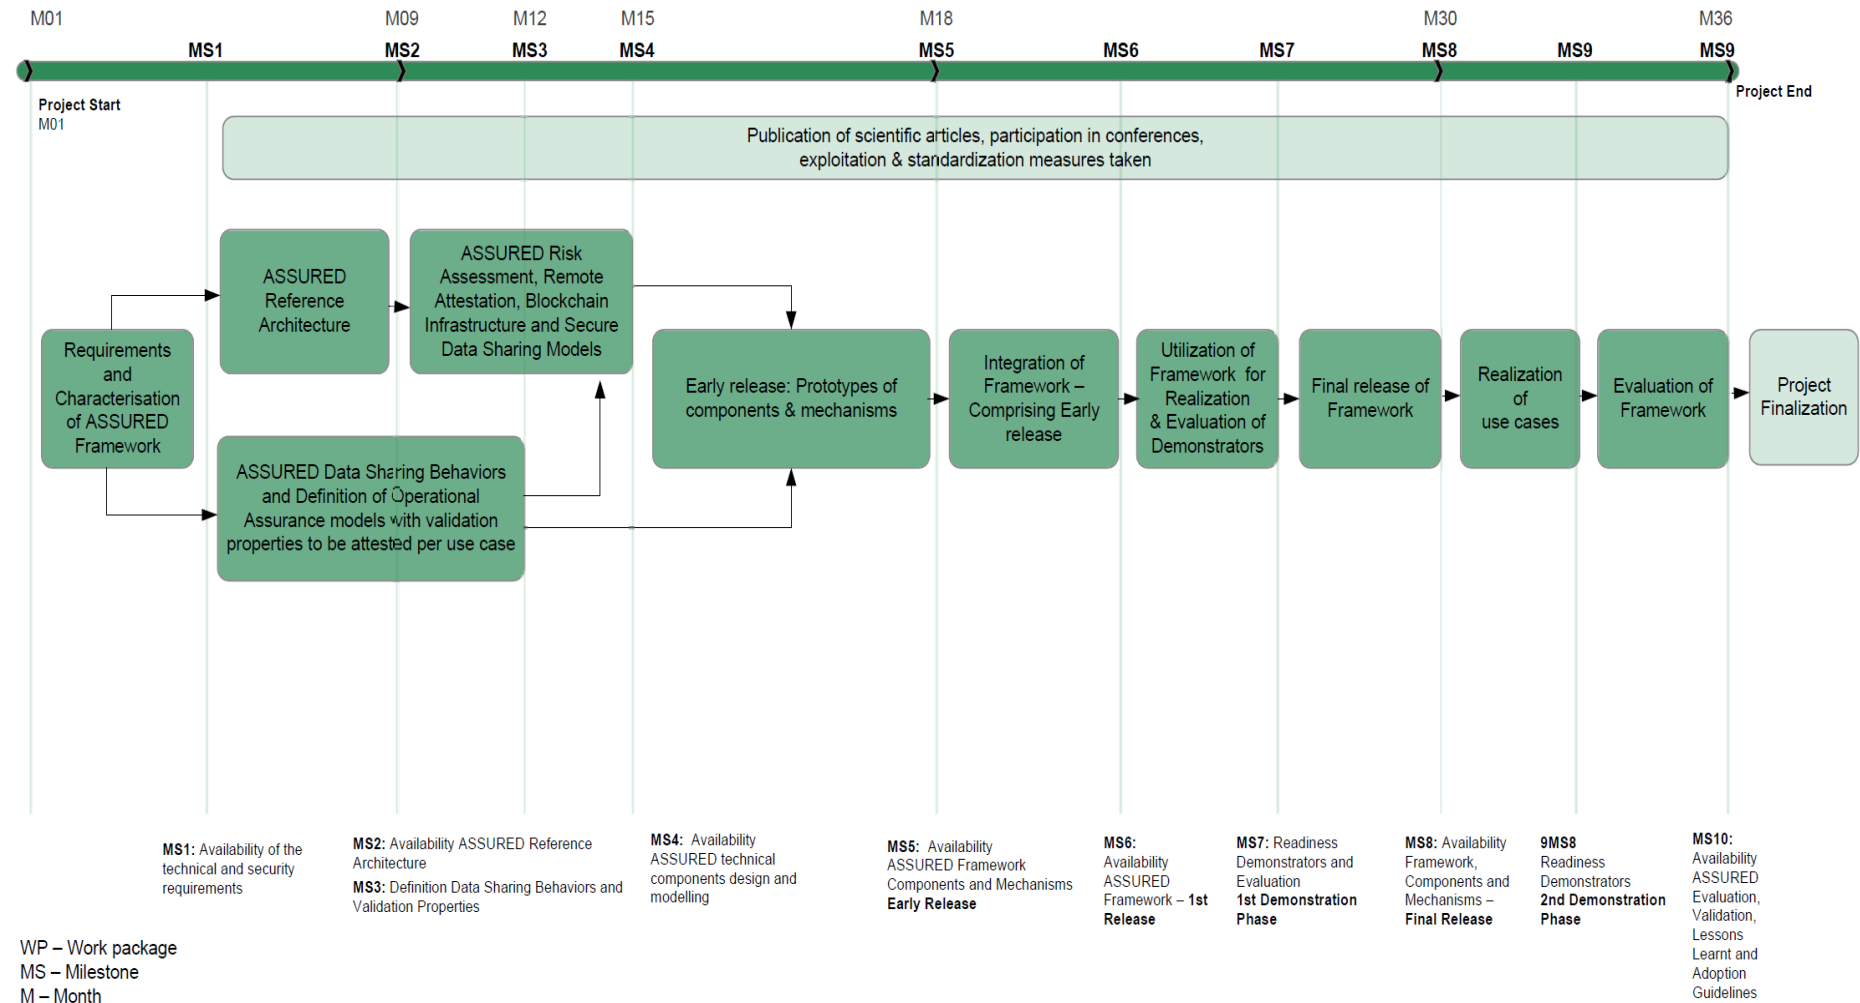 M01 M09 M12 M15 M18 M30 M36
MS1 MS2 MS3 MS4 MS5 MS6 MS7 MS8 MS9 MS9
Project Start
M01
Project End
Publication of scientific articles, participation in conferences,
exploitation & standardization measures taken
Requirements
and
Characterisation
of ASSURED
Framework
ASSURED
Reference
Architecture
ASSURED Risk
Assessment, Remote
Attestation, Blockchain
Infrastructure and Secure
Data Sharing Models
ASSURED Data Sharing Behaviors
and Definition of Operational
Assurance models with validation
properties to be attested per use case
Early release: Prototypes of
components & mechanisms
Integration of
Framework –
Comprising Early
release
Utilization of
Framework for
Realization
& Evaluation of
Demonstrators
Final release of
Framework
Realization
of
use cases
Evaluation of
Framework
Project
Finalization
MS1: Availability of the
technical and security
requirements
MS2: Availability ASSURED Reference
Architecture
MS3: Definition Data Sharing Behaviors and
Validation Properties
MS4: Availability
ASSURED technical
components design and
modelling
MS5: Availability
ASSURED Framework
Components and Mechanisms
Early Release
MS6:
Availability
ASSURED
Framework – 1st
Release
MS7: Readiness
Demonstrators and
Evaluation
1st Demonstration
Phase
MS8: Availability
Framework,
Components and
Mechanisms –
Final Release
9MS8
Readiness
Demonstrators
2nd Demonstration
Phase
MS10:
Availability
ASSURED
Evaluation,
Validation,
Lessons
Learnt and
Adoption
Guidelines
WP – Work package
MS – Milestone
M – Month